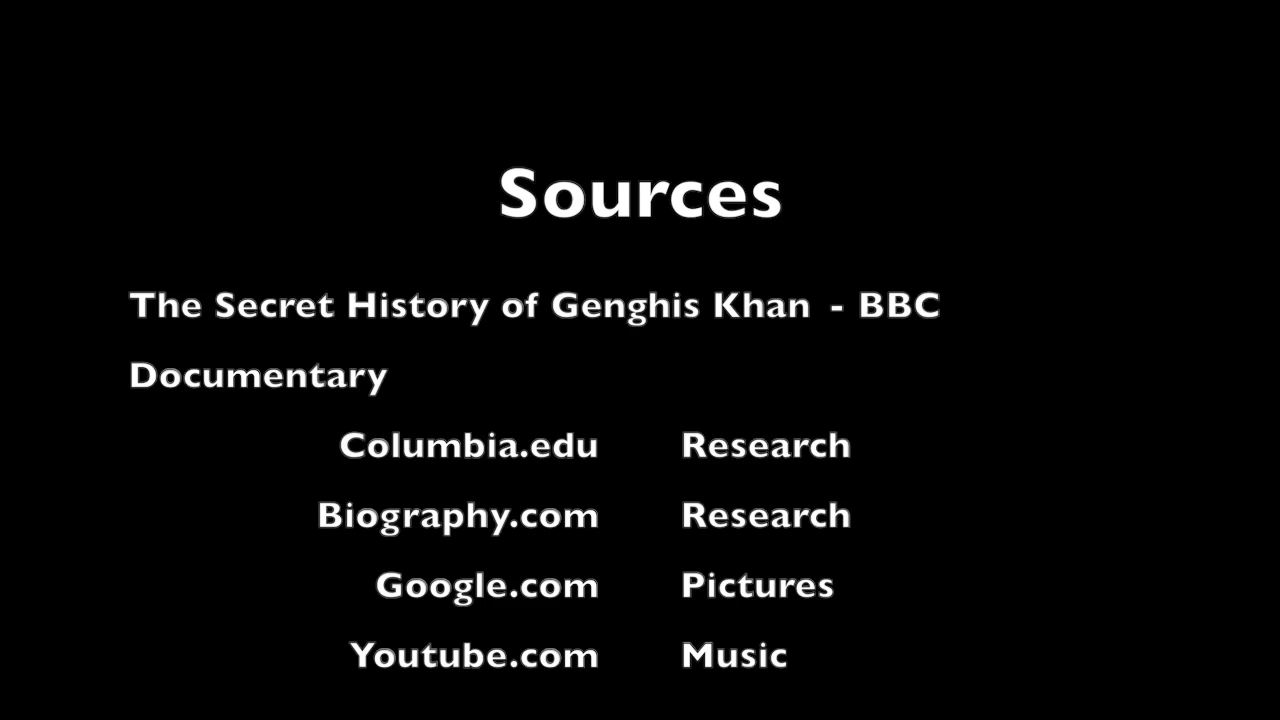 Sources
The Secret History of Genghis Khan - BBC
Documentary
Columbia.edu Research
Biography.com Research
Google.com Pictures
Youtube.com Music